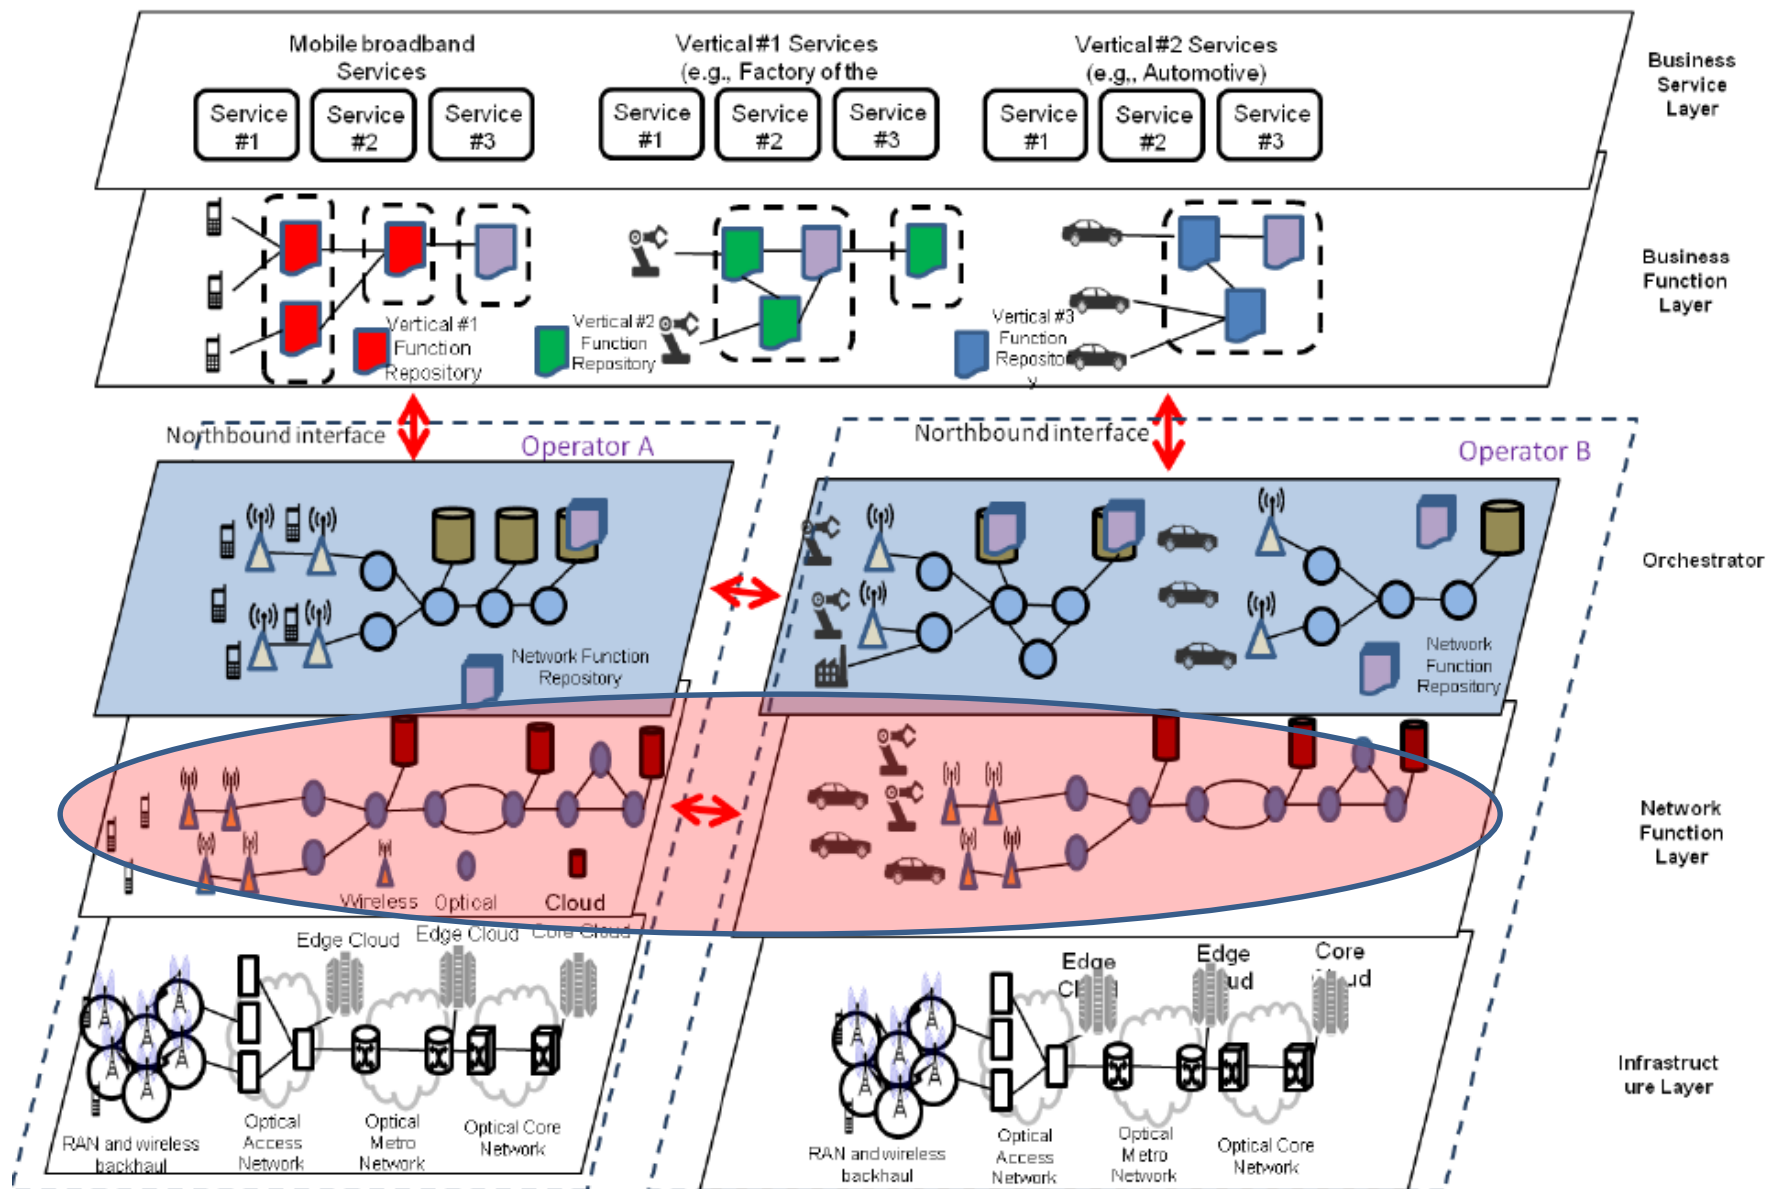 Mobile broadband
Services
Vertical #1 Services
(e.g., Factory of the
Vertical #2 Services
(e.g,, Automotive)
Business
Service
Layer
Service
#1
Service
#2
Service
#3
Service
#1
Service
#2
Service
#3
Service
#1
Service
#2
Service
#3
Business
Function
Layer
Vertical #1
Function
Repository
Vertical #2
Function
Repository
Vertical #3
Function
Repositor
y
Northbound interface
Operator A
Northbound interface
Operator B
Orchestrator
Network Function
Repository
Network
Function
Repository
Network
Function
Layer
Wireless
Optical
Cloud
Edge Cloud
Edge Cloud
Core Cloud
Edge
Cloud
Edge
Cloud
Core
Cloud
Infrastruct
ure Layer
RAN and wireless
backhaul
Optical
Access
Network
Optical
Metro
Network
Optical Core
Network
RAN and wireless
backhaul
Optical
Access
Network
Optical
Metro
Network
Optical Core
Network